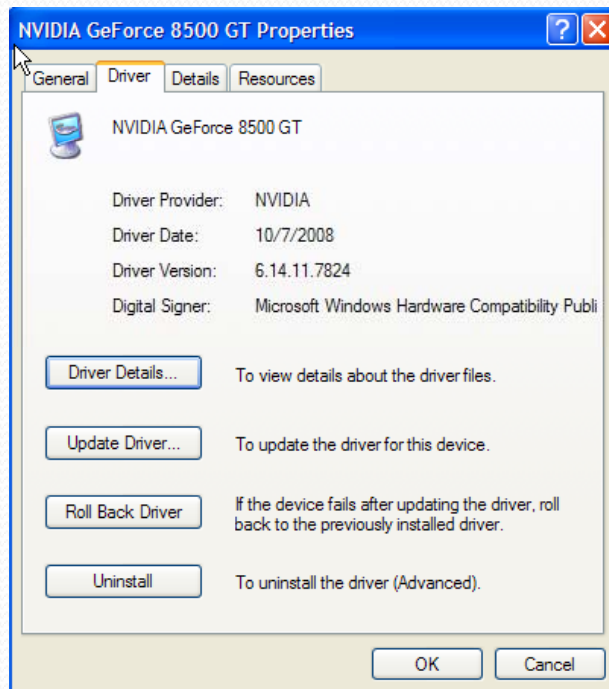 NVIDIA GeForce 8500 GT Properties
General Driver Details Resources
NVIDIA GeForce 8500 GT
Driver Provider: NVIDIA
Driver Date: 10/7/2008
Driver Version: 6.14.11.7824
Digital Signer: Microsoft Windows Hardware Compatibility Publi
Driver Details... To view details about the driver files.
Update Driver... To update the driver for this device.
Roll Back Driver If the device fails after updating the driver, roll
back to the previously installed driver.
Uninstall To uninstall the driver (Advanced).
OK Cancel